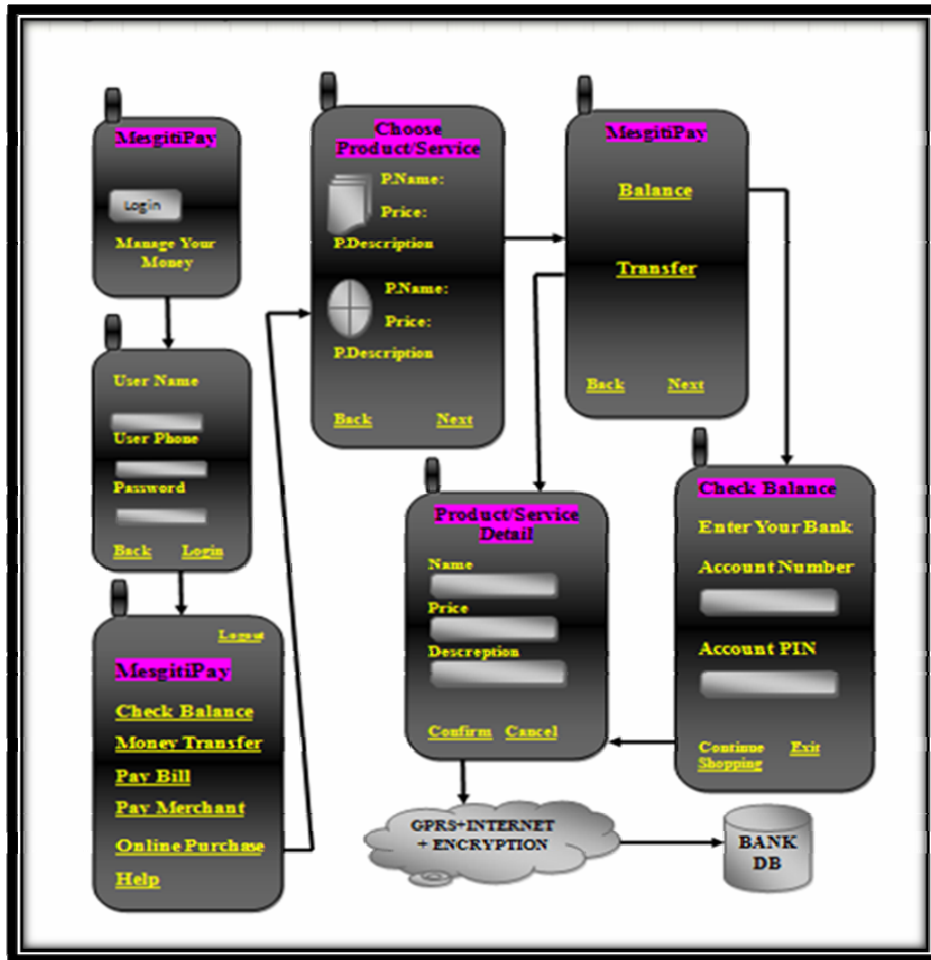 MesgitiPay
Login
Manage Your
Money
User Name
User Phone
Password
Back Login
Logout
MesgitiPay
Check Balance
Money Transfer
Pay Bill
Pay Merchant
Online Purchase
Help
Choose
Product/Service
P.Name:
Price:
P.Description
P.Name:
Price:
P.Description
Back Next
MesgitiPay
Balance
Transfer
Back Next
Product/Service
Detail
Name
Price
Descreption
Confirm Cancel
Check Balance
Enter Your Bank
Account Number
Account PIN
Continue Exit
Shopping
GPRS+INTERNET
+ ENCRYPTION
BANK
DB